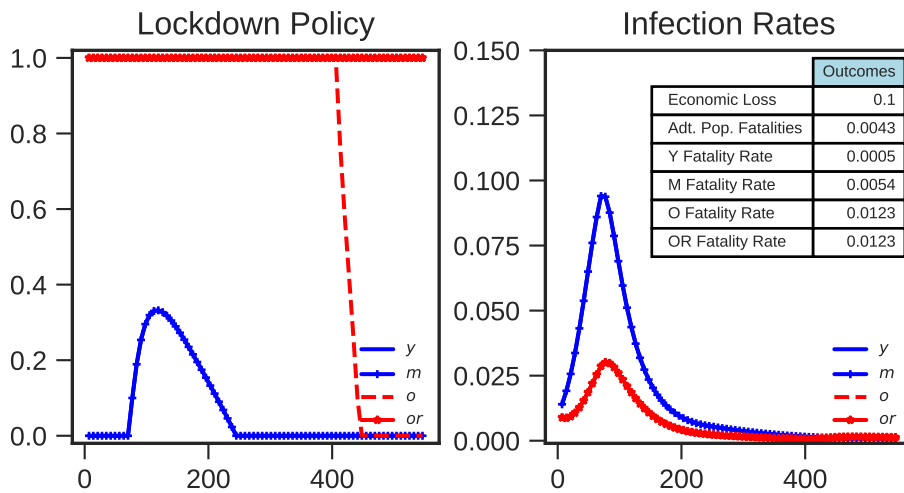 Lockdown Policy
1.0
0.8
0.6
0.4
0.2
0.0
0
200
400
y
m
o
or
Infection Rates
0.150
0.125
0.100
0.075
0.050
0.025
0.000
0
200
400
Outcomes
Economic Loss 0.1
Adt. Pop. Fatalities 0.0043
Y Fatality Rate 0.0005
M Fatality Rate 0.0054
O Fatality Rate 0.0123
OR Fatality Rate 0.0123
y
m
o
or